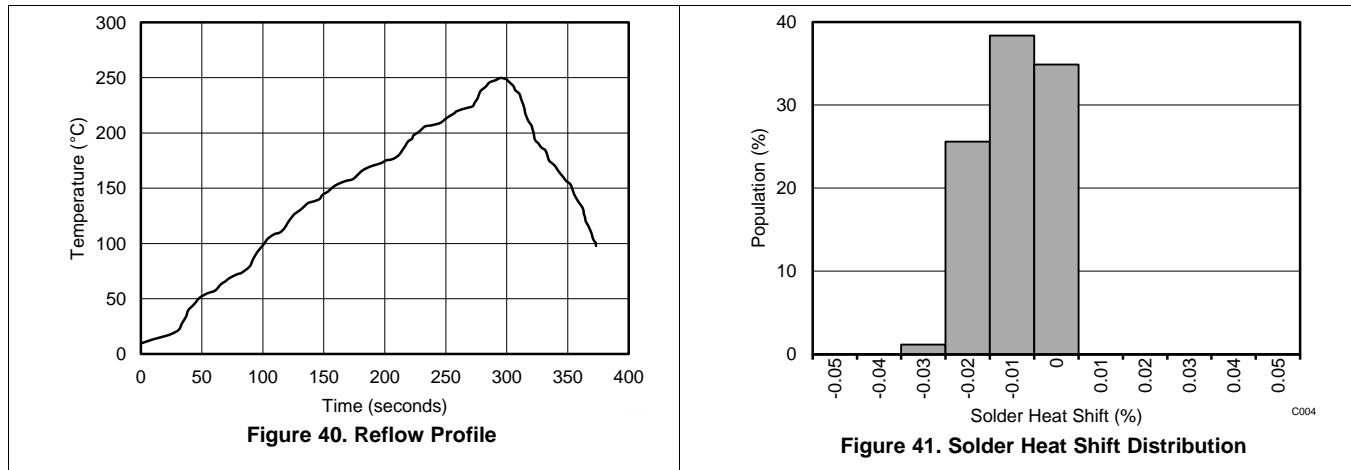 300
250
200
150
100
50
0
Temperature (°C)
0 50 100 150 200 250 300 350 400
Time (seconds)
Figure 40. Reflow Profile
40
30
20
10
0
Population (%)
-0.05 -0.04 -0.03 -0.02 -0.01 0 0.01 0.02 0.03 0.04 0.05
Solder Heat Shift (%)
C004
Figure 41. Solder Heat Shift Distribution